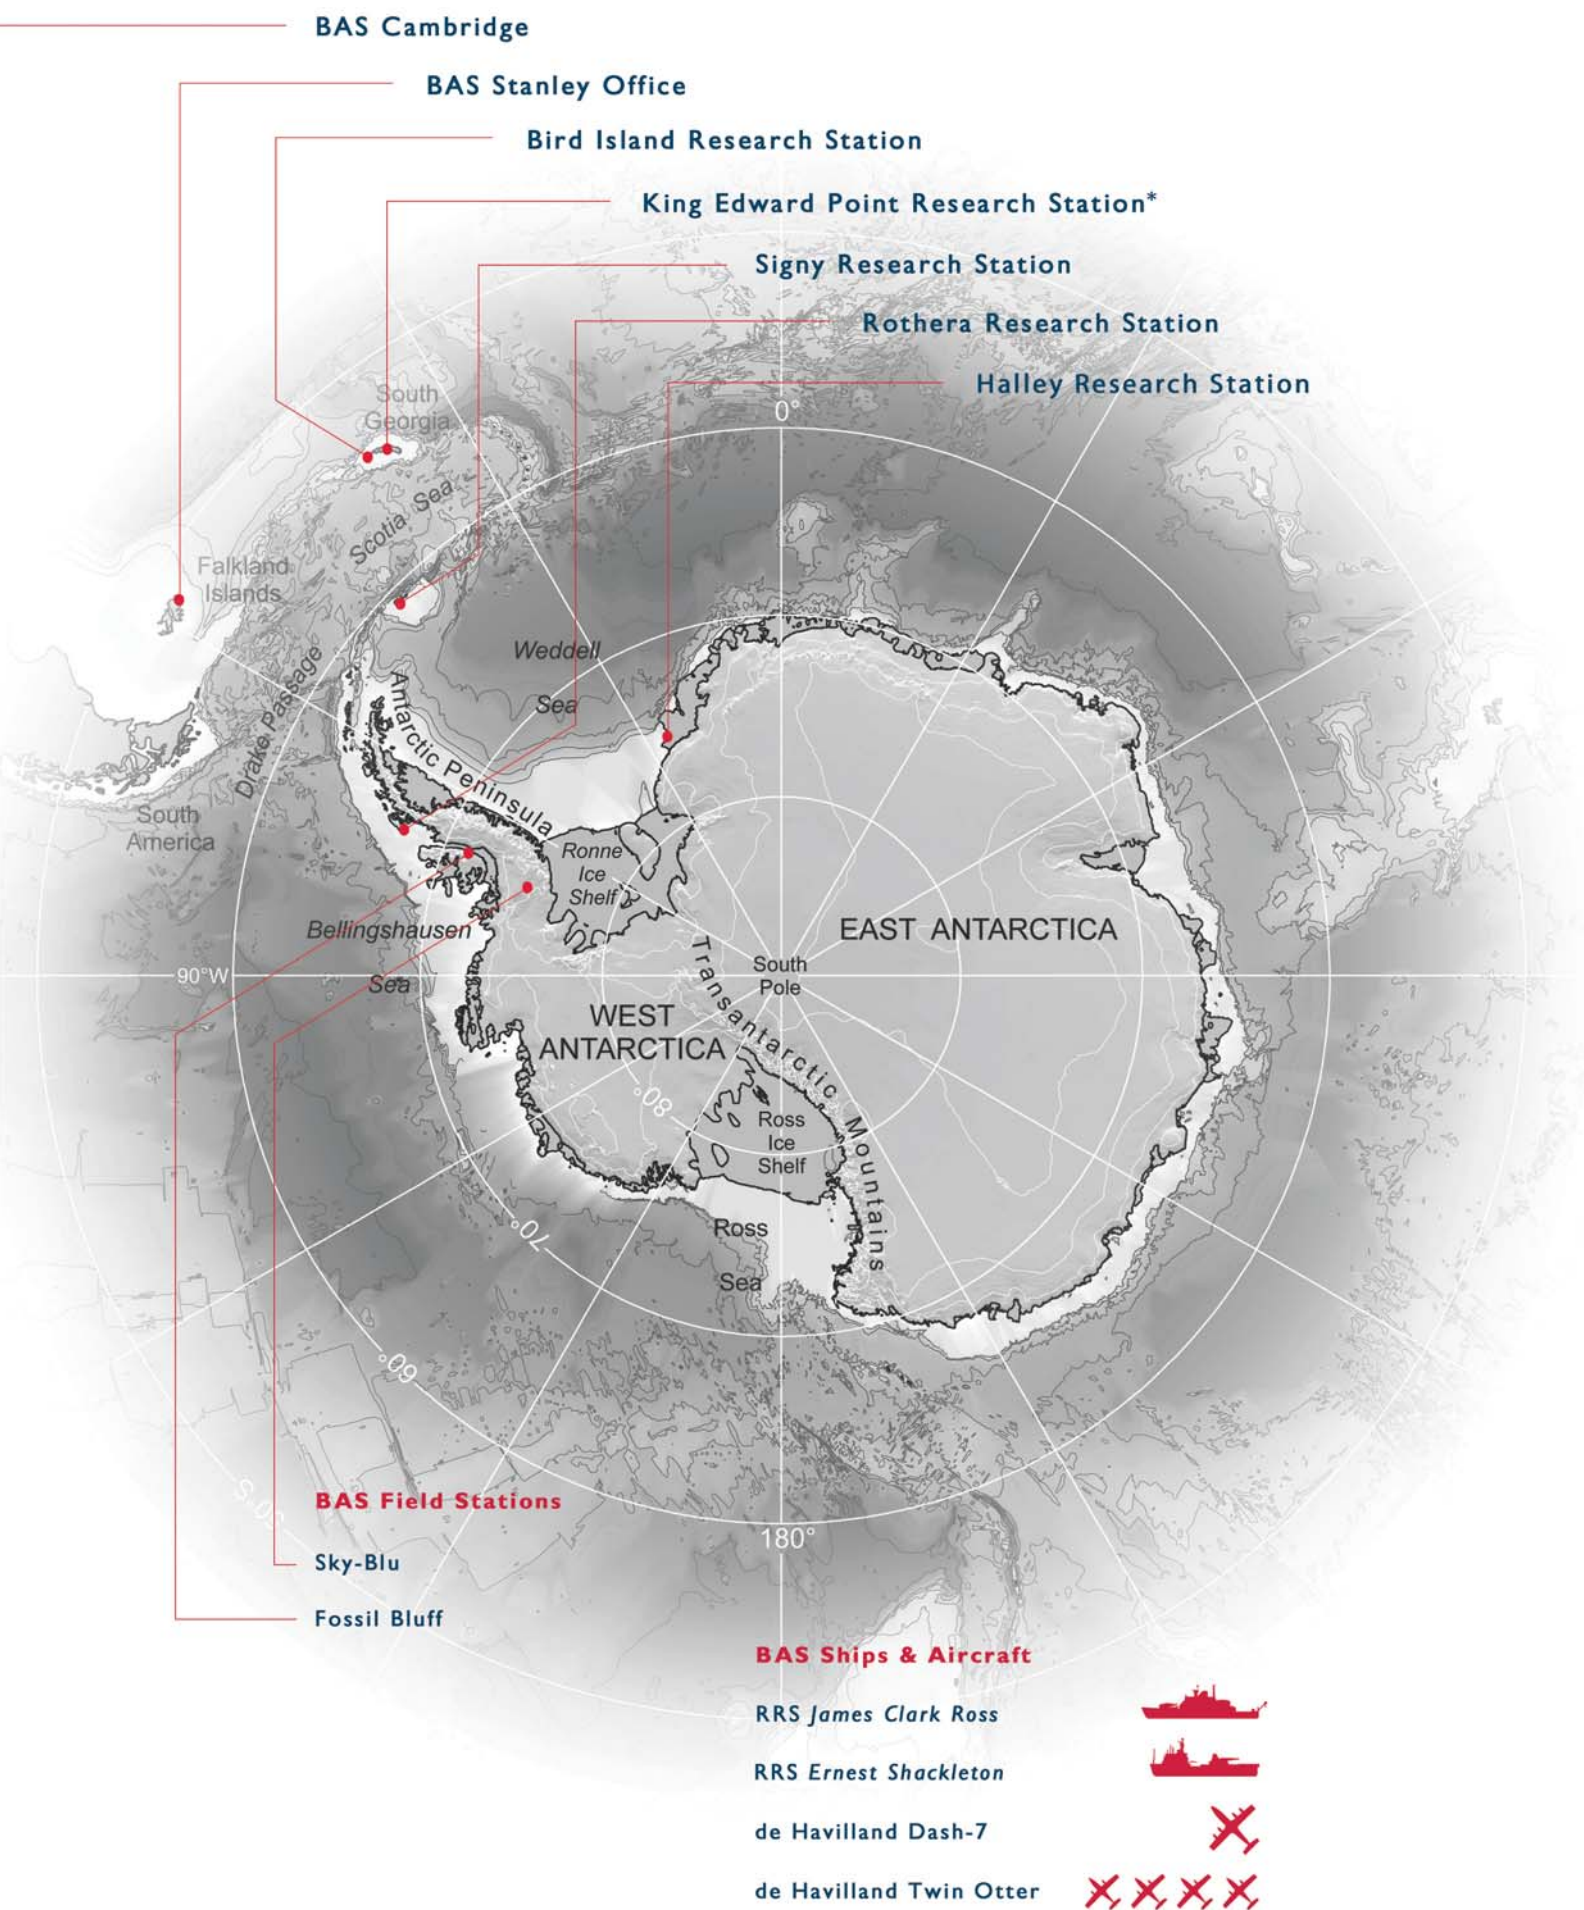 BAS Cambridge
BAS Stanley Office
Bird Island Research Station
King Edward Point Research Station*
Signy Research Station
Rothera Research Station
Halley Research Station
South
Georgia
0°
Scotia Sea
Falkland
Islands
Weddell
Sea
Drake Passage
Antarctic Peninsula
South
America
Ronne
Ice
Shelf
Bellingshausen
Sea
90°W
EAST ANTARCTICA
South
Pole
WEST
ANTARCTICA
Transantarctic Mountains
80°
Ross
Ice
Shelf
Ross
Sea
70°
60°
50°S
180°
BAS Field Stations
Sky-Blu
Fossil Bluff
BAS Ships & Aircraft
RRS James Clark Ross
RRS Ernest Shackleton
de Havilland Dash-7
de Havilland Twin Otter